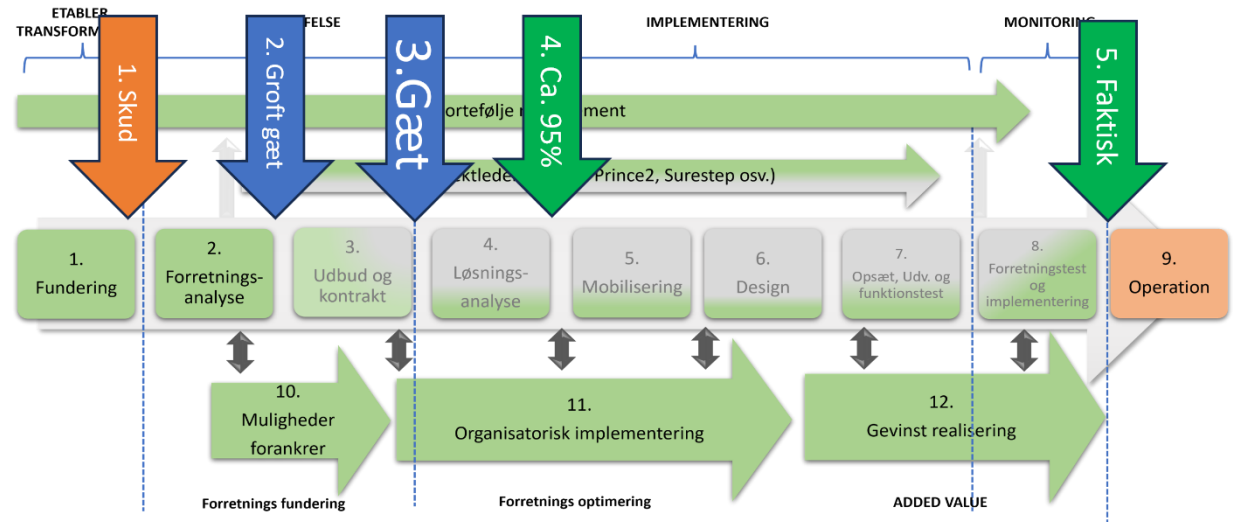 ETABLER
TRANSFORM
FELSE
IMPLEMENTERING
MONITORING
1. Skud
2. Groft gæt
3.Gæt
4. Ca. 95%
5. Faktisk
ortefølje
ment
ektlede
Prince2, Surestep osv.)
1.
Fundering
2.
Forretnings-
analyse
3.
Udbud og
kontrakt
4.
Løsnings-
analyse
5.
Mobilisering
6.
Design
7.
Opsæt, Udv. og
funktionstest
8.
Forretningstest
og
implementering
9.
Operation
10.
Muligheder
forankrer
11.
Organisatorisk implementering
12.
Gevinst realisering
Forretnings fundering
Forretnings optimering
ADDED VALUE